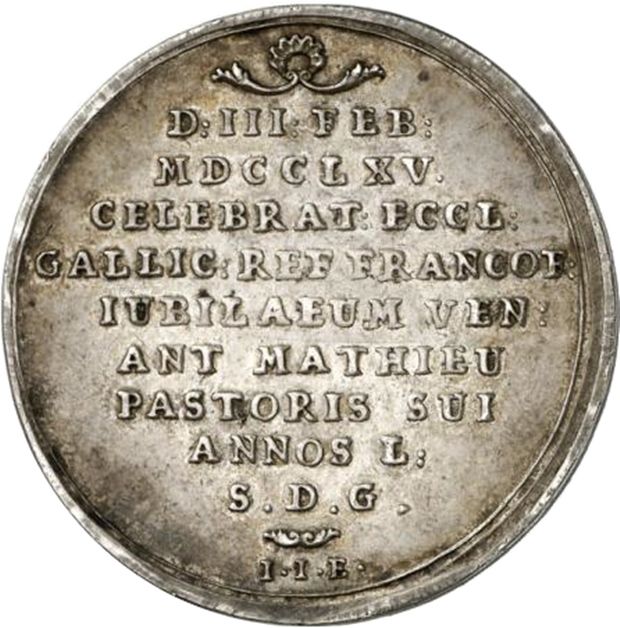 D: III: FEB:
MDCCLXV.
CELEBRAT: ECCL:
GALLIC: REF FRANCOF:
IUBILAEUM VEN:
ANT MATHIEU
PASTORIS SUI
ANNOS L:
S. D. G.
I. I. E.